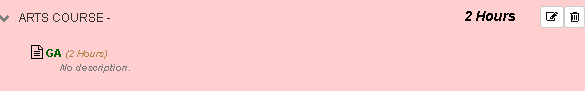 ARTS COURSE - 2 Hours
GA (2 Hours)
No description.